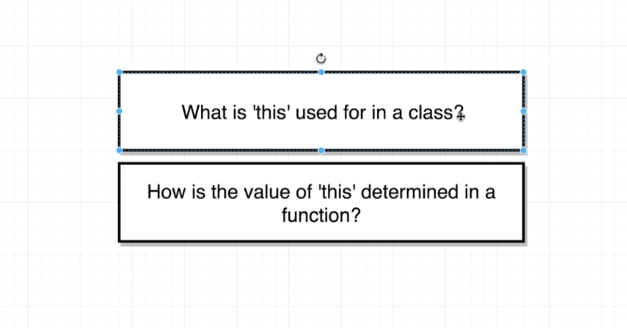 What is 'this' used for in a class?
How is the value of 'this' determined in a
function?